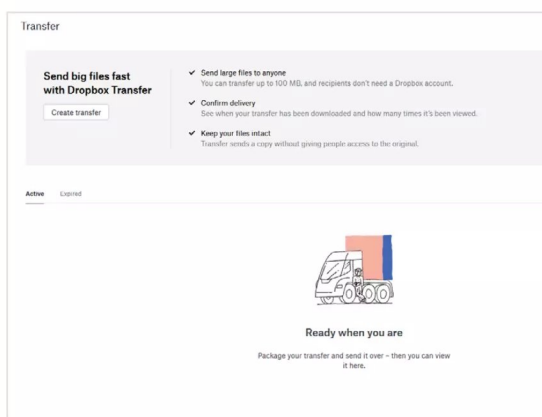 Transfer
Send big files fast
with Dropbox Transfer
Create transfer
Send large files to anyone
You can transfer up to 100 MB, and recipients don't need a Dropbox account.
Confirm delivery
See when your transfer has been downloaded and how many times it's been viewed.
Keep your files intact
Transfer sends a copy without giving people access to the original.
Active Expired
Ready when you are
Package your transfer and send it over – then you can view
it here.